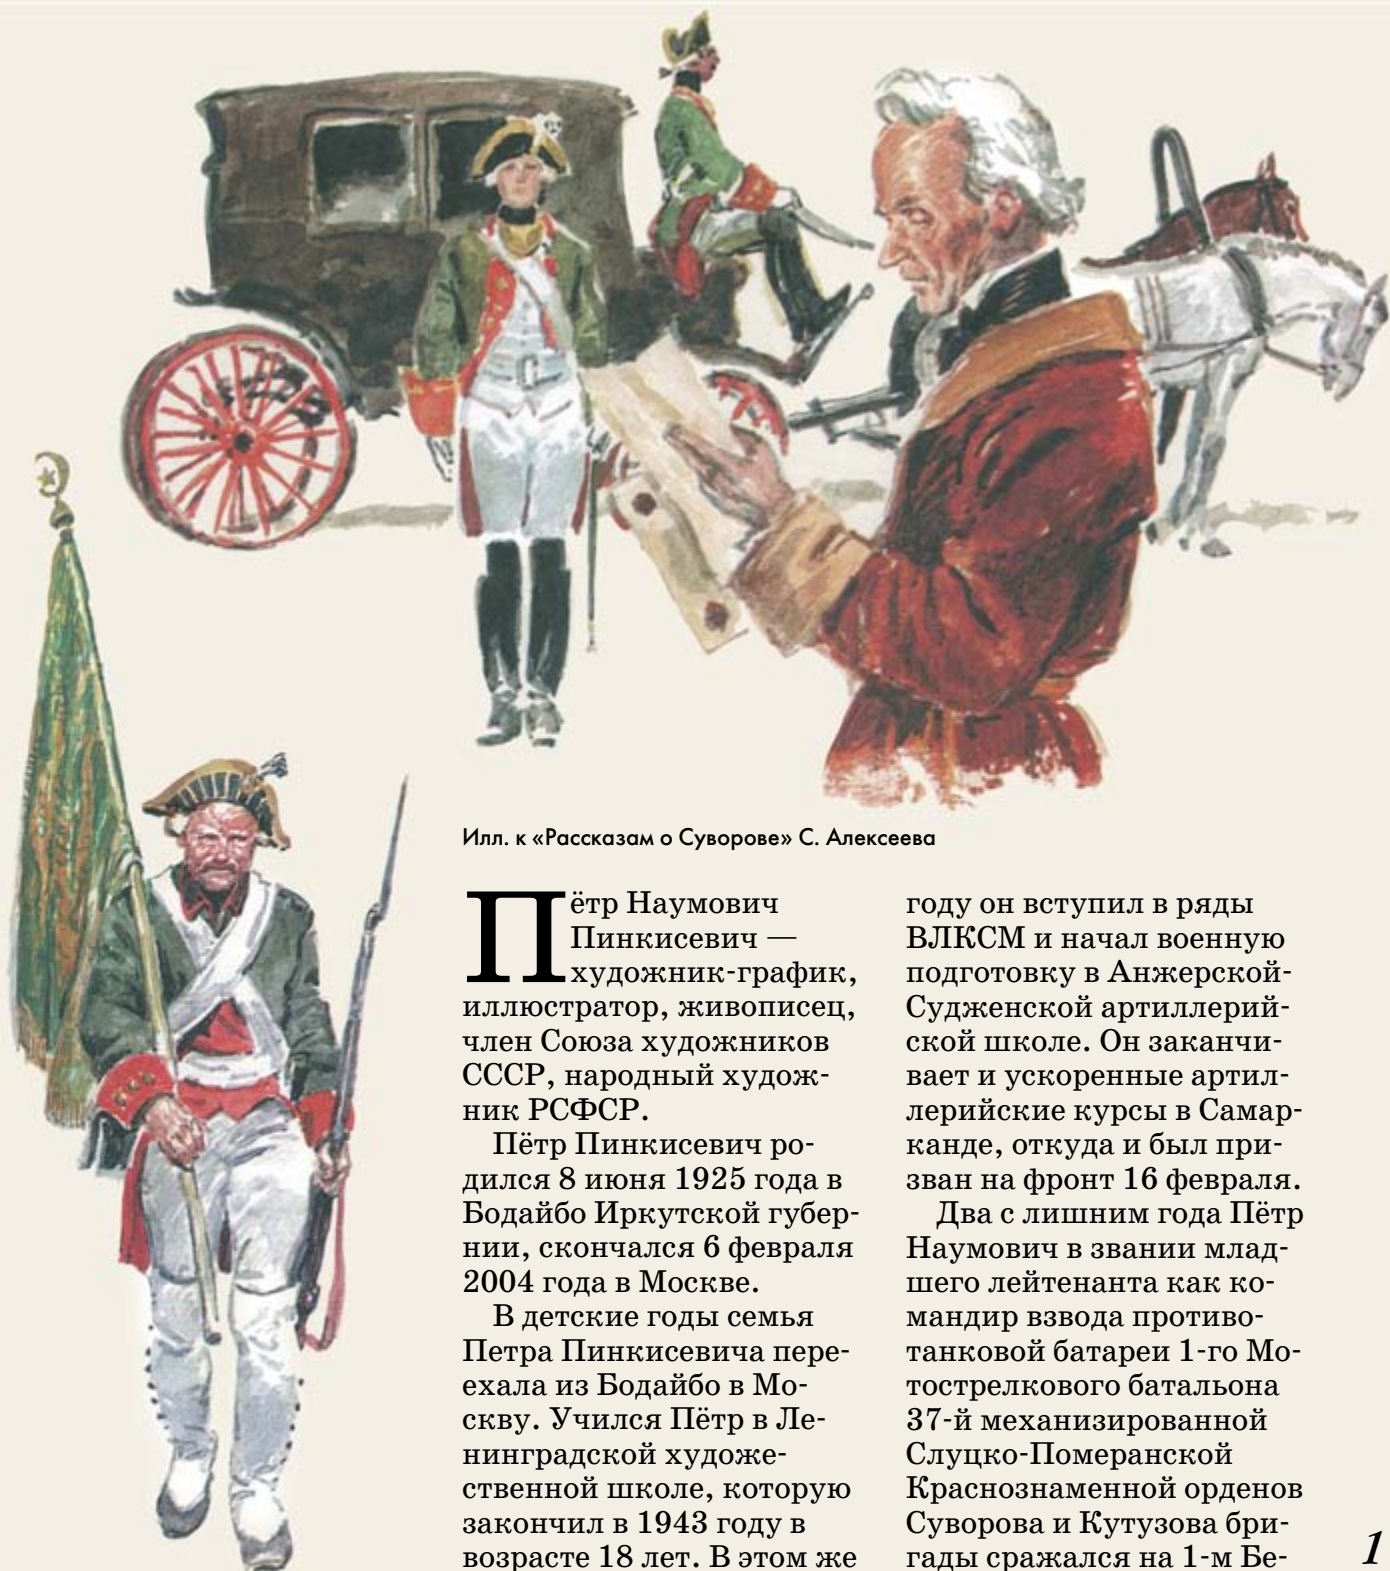 Илл. к «Рассказам о Суворове» С. Алексеева
Пётр Наумович
Пинкисевич —
художник-график,
иллюстратор, живописец,
член Союза художников
СССР, народный худож-
ник РСФСР.
Пётр Пинкисевич ро-
дился 8 июня 1925 года в
Бодайбо Иркутской губер-
нии, скончался 6 февраля
2004 года в Москве.
В детские годы семья
Петра Пинкисевича пере-
ехала из Бодайбо в Мо-
скву. Учился Пётр в Ле-
нинградской художе-
ственной школе, которую
закончил в 1943 году в
возрасте 18 лет. В этом же
году он вступил в ряды
ВЛКСМ и начал военную
подготовку в Анжерской-
Судженской артиллерий-
ской школе. Он заканчи-
вает и ускоренные артил-
лерийские курсы в Самар-
канде, откуда и был при-
зван на фронт 16 февраля.
Два с лишним года Пётр
Наумович в звании млад-
шего лейтенанта как ко-
мандир взвода противо-
танковой батареи 1-го Мо-
тострелкового батальона
37-й механизированной
Слуцко-Померанской
Краснознаменной орденов
Суворова и Кутузова бри-
гады сражался на 1-м Бе-
1